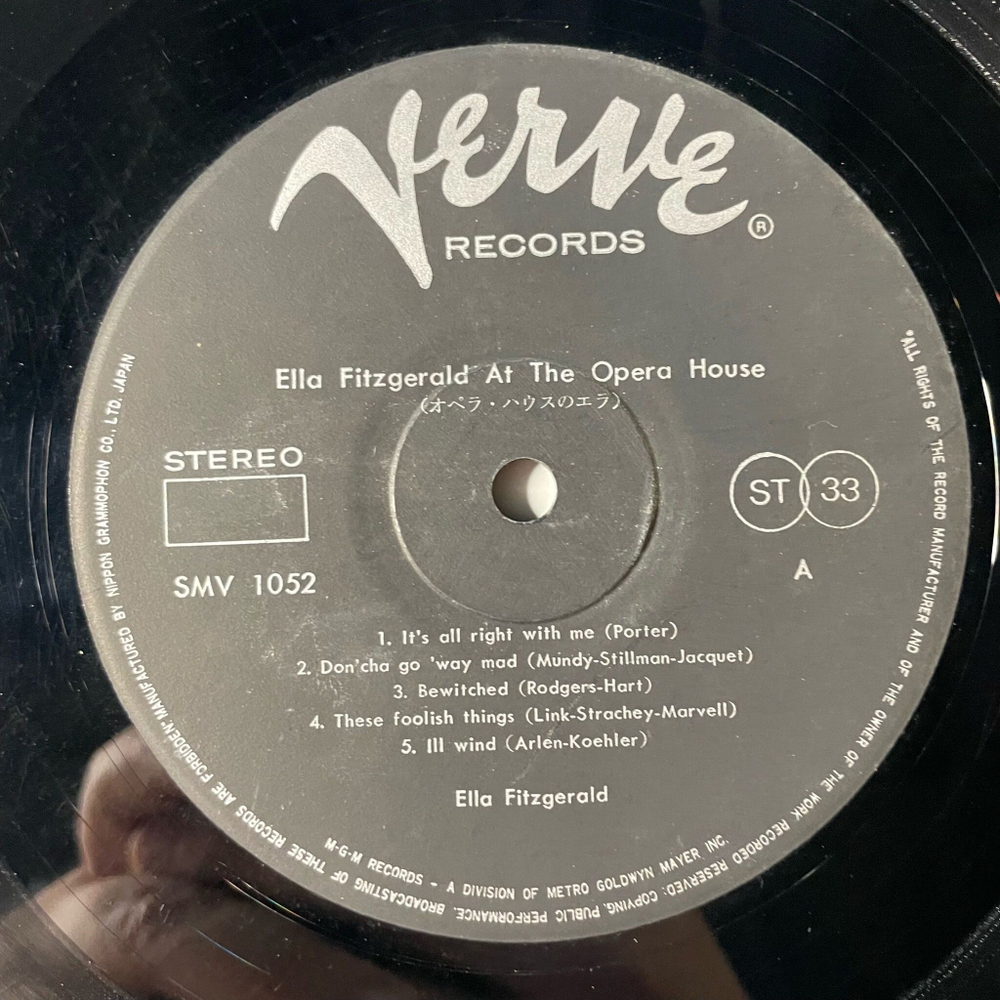 Verve
RECORDS ®
Ella Fitzgerald At The Opera House
(オペラ・ハウスのエラ)
STEREO
SMV 1052
ST 33
A
1. It's all right with me (Porter)
2. Don'cha go 'way mad (Mundy-Stillman-Jacquet)
3. Bewitched (Rodgers-Hart)
4. These foolish things (Link-Strachey-Marvell)
5. Ill wind (Arlen-Koehler)
Ella Fitzgerald
M-G-M RECORDS – A DIVISION OF METRO GOLDWYN MAYER INC.
"ALL RIGHTS OF THE RECORD MANUFACTURER AND OF THE OWNER OF THE WORK RECORDED RESERVED: COPYING, PUBLIC PERFORMANCE, BROADCASTING OF THESE RECORDS ARE FORBIDDEN", MANUFACTURED BY NIPPON GRAMMOPHON CO., LTD. JAPAN